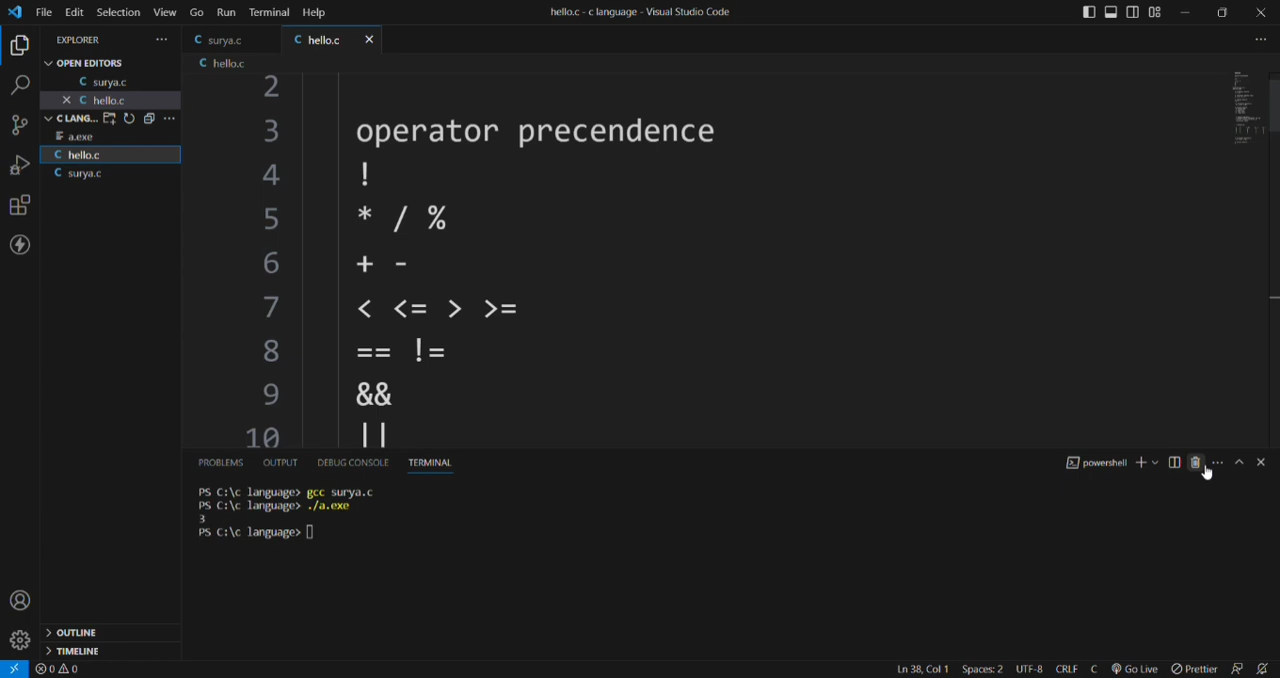 File Edit Selection View Go Run Terminal Help
hello.c - c language - Visual Studio Code
EXPLORER
OPEN EDITORS
C surya.c
C hello.c
C LANG...
a.exe
C hello.c
C surya.c
OUTLINE
TIMELINE
C surya.c
C hello.c
C hello.c
2
3 operator precendence
4 !
5 * / %
6 + -
7 < <= > >=
8 == !=
9 &&
10 ||
PROBLEMS OUTPUT DEBUG CONSOLE TERMINAL
powershell
PS C:\c language> gcc surya.c
PS C:\c language> ./a.exe
3
PS C:\c language>
0 0
Ln 38, Col 1 Spaces: 2 UTF-8 CRLF C Go Live Prettier